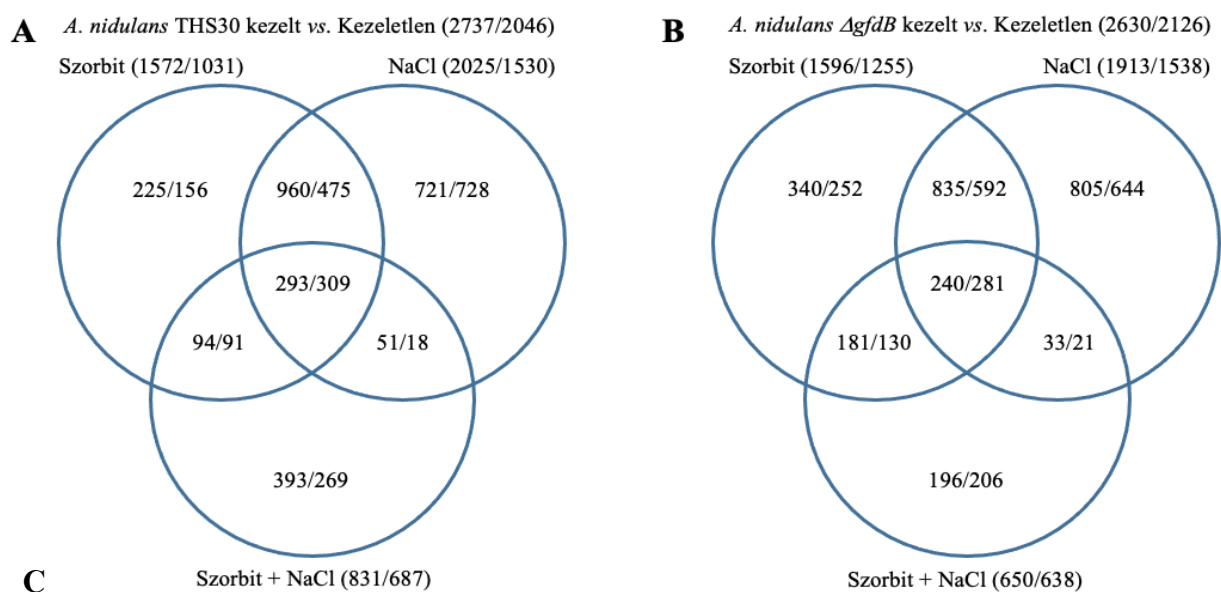 A A. nidulans THS30 kezelt vs. Kezeletlen (2737/2046)
Szorbit (1572/1031) NaCl (2025/1530)
225/156 960/475 721/728
293/309
94/91 51/18
393/269
Szorbit + NaCl (831/687)
B A. nidulans ΔgfdB kezelt vs. Kezeletlen (2630/2126)
Szorbit (1596/1255) NaCl (1913/1538)
340/252 835/592 805/644
240/281
181/130 33/21
196/206
Szorbit + NaCl (650/638)
C